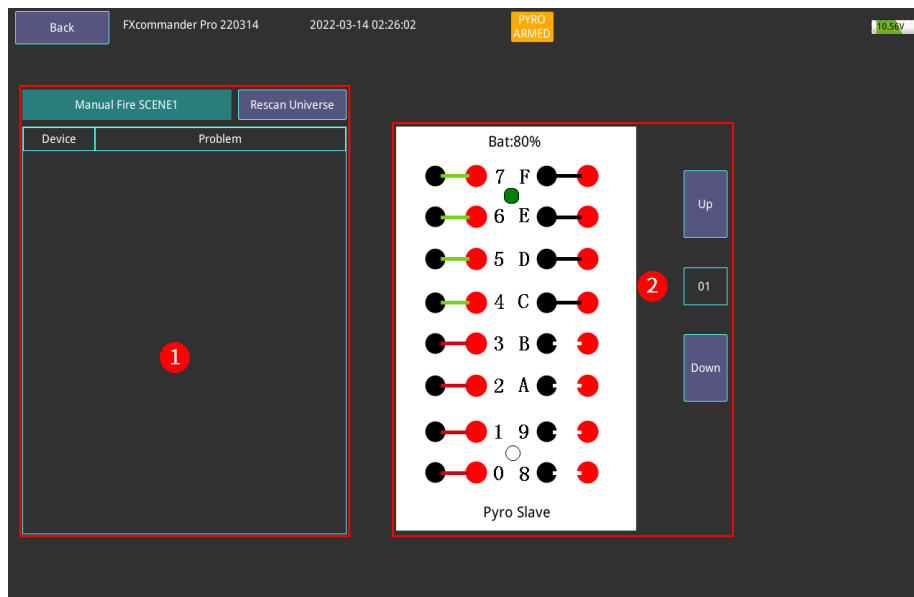 Back
FXcommander Pro 220314
2022-03-14 02:26:02
PYRO
ARMED
10.56V
Manual Fire SCENE1
Rescan Universe
Device
Problem
1
Bat:80%
7 F
6 E
5 D
4 C
3 B
2 A
1 9
0 8
Pyro Slave
2
Up
01
Down